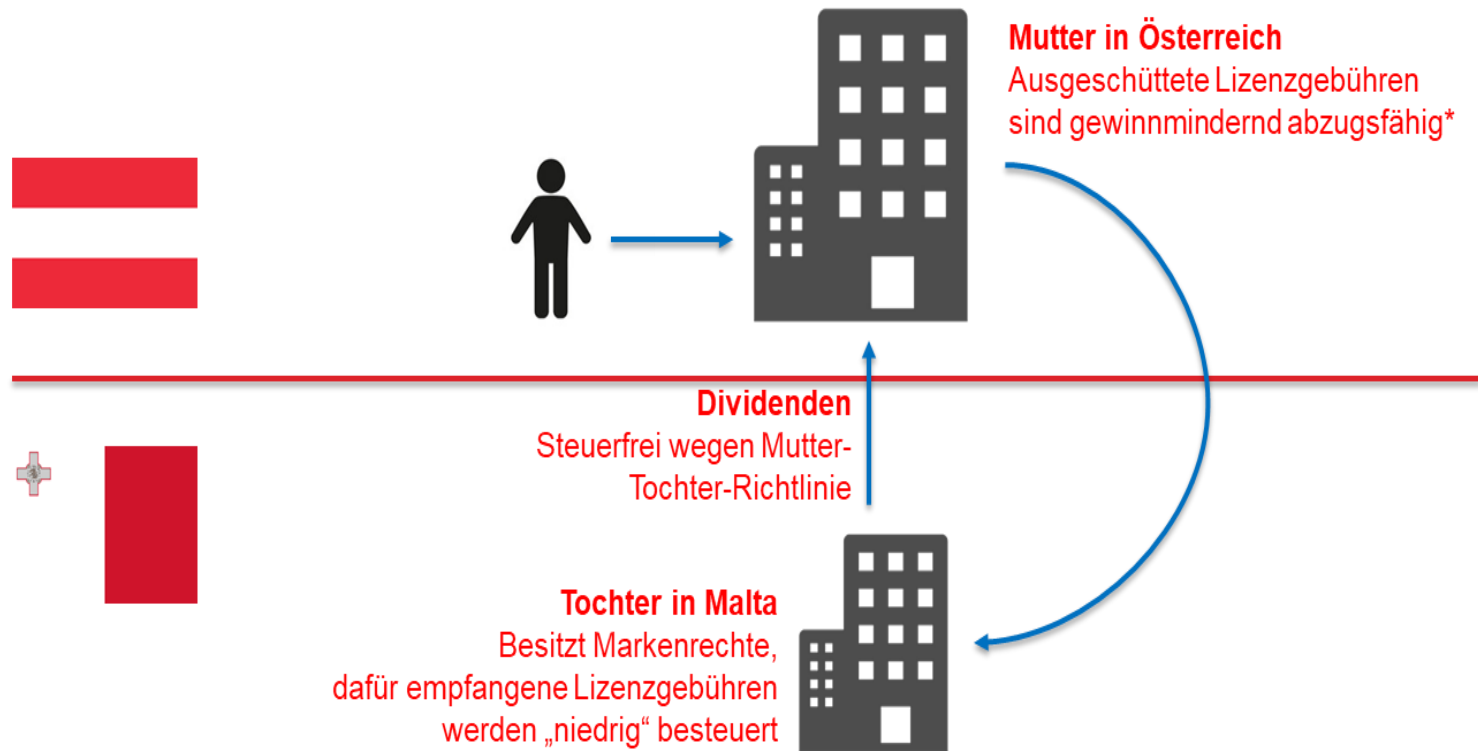 Mutter in Österreich
Ausgeschüttete Lizenzgebühren
sind gewinnmindernd abzugsfähig*
Dividenden
Steuerfrei wegen Mutter-
Tochter-Richtlinie
Tochter in Malta
Besitzt Markenrechte,
dafür empfangene Lizenzgebühren
werden „niedrig“ besteuert